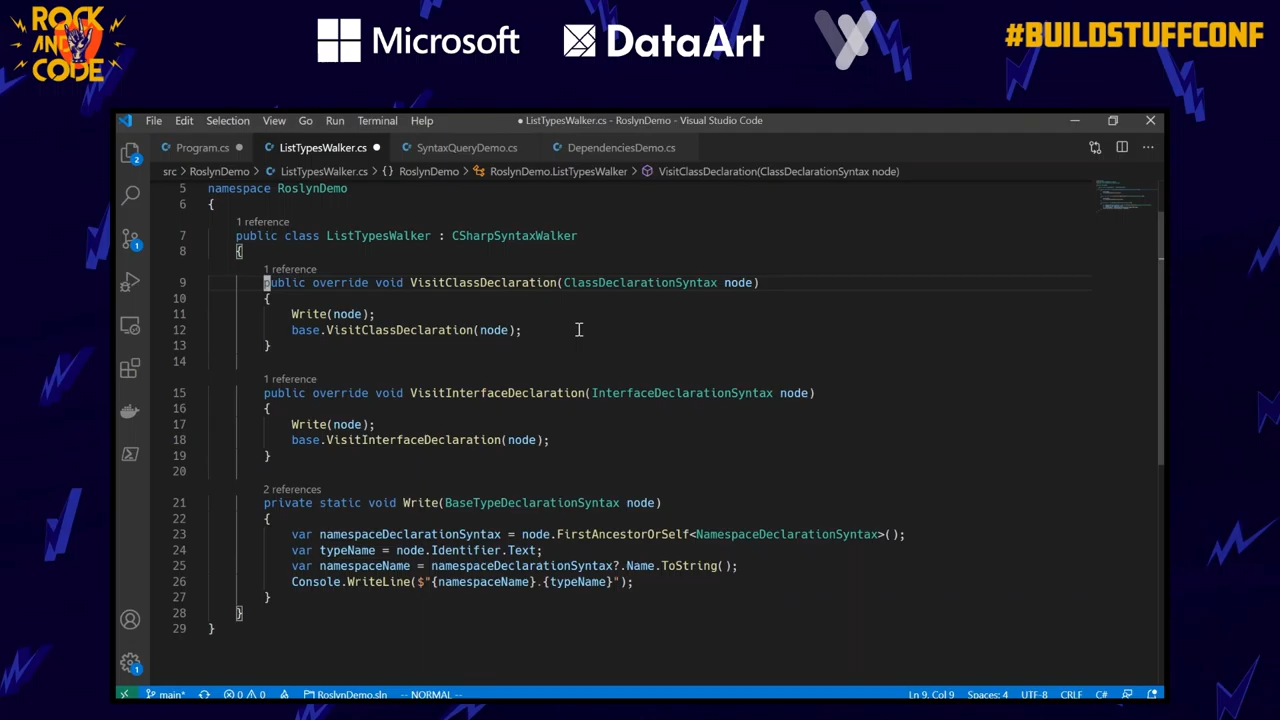 ROCK
AND
CODE
Microsoft
DataArt
#BUILDSTUFFCONF
File Edit Selection View Go Run Terminal Help
● ListTypesWalker.cs - RoslynDemo - Visual Studio Code
Program.cs ● ListTypesWalker.cs ● SyntaxQueryDemo.cs DependenciesDemo.cs
src > RoslynDemo > ListTypesWalker.cs > {} RoslynDemo > RoslynDemo.ListTypesWalker > VisitClassDeclaration(ClassDeclarationSyntax node)
5 namespace RoslynDemo
6 {
1 reference
7     public class ListTypesWalker : CSharpSyntaxWalker
8     {
1 reference
9         public override void VisitClassDeclaration(ClassDeclarationSyntax node)
10         {
11             Write(node);
12             base.VisitClassDeclaration(node);
13         }
14
1 reference
15         public override void VisitInterfaceDeclaration(InterfaceDeclarationSyntax node)
16         {
17             Write(node);
18             base.VisitInterfaceDeclaration(node);
19         }
20
2 references
21         private static void Write(BaseTypeDeclarationSyntax node)
22         {
23             var namespaceDeclarationSyntax = node.FirstAncestorOrSelf<NamespaceDeclarationSyntax>();
24             var typeName = node.Identifier.Text;
25             var namespaceName = namespaceDeclarationSyntax?.Name.ToString();
26             Console.WriteLine($"{namespaceName}.{typeName}");
27         }
28     }
29 }
2
1
1
main* 0 0 RoslynDemo.sln -- NORMAL -- Ln 9, Col 9 Spaces: 4 UTF-8 CRLF C#